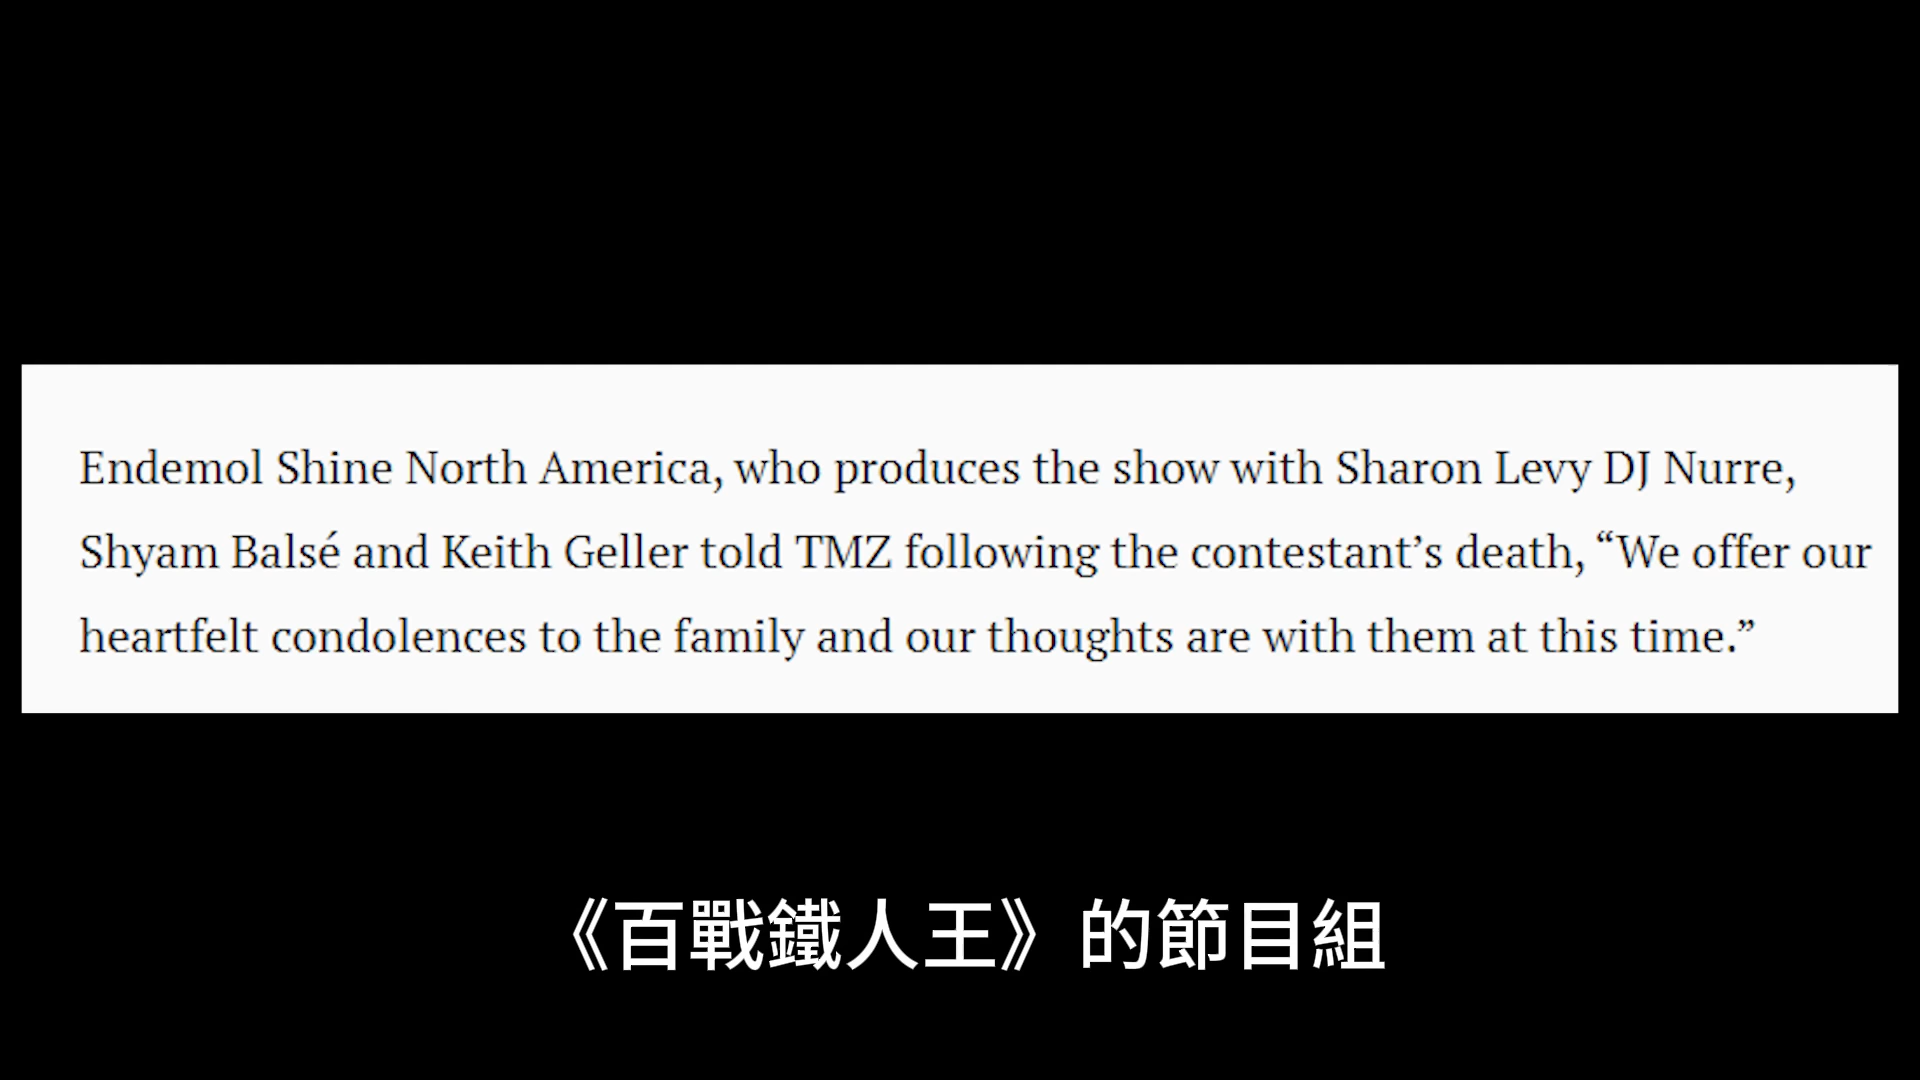 Endemol Shine North America, who produces the show with Sharon Levy DJ Nurre,
Shyam Balsé and Keith Geller told TMZ following the contestant’s death, “We offer our
heartfelt condolences to the family and our thoughts are with them at this time.”
《百戰鐵人王》的節目組